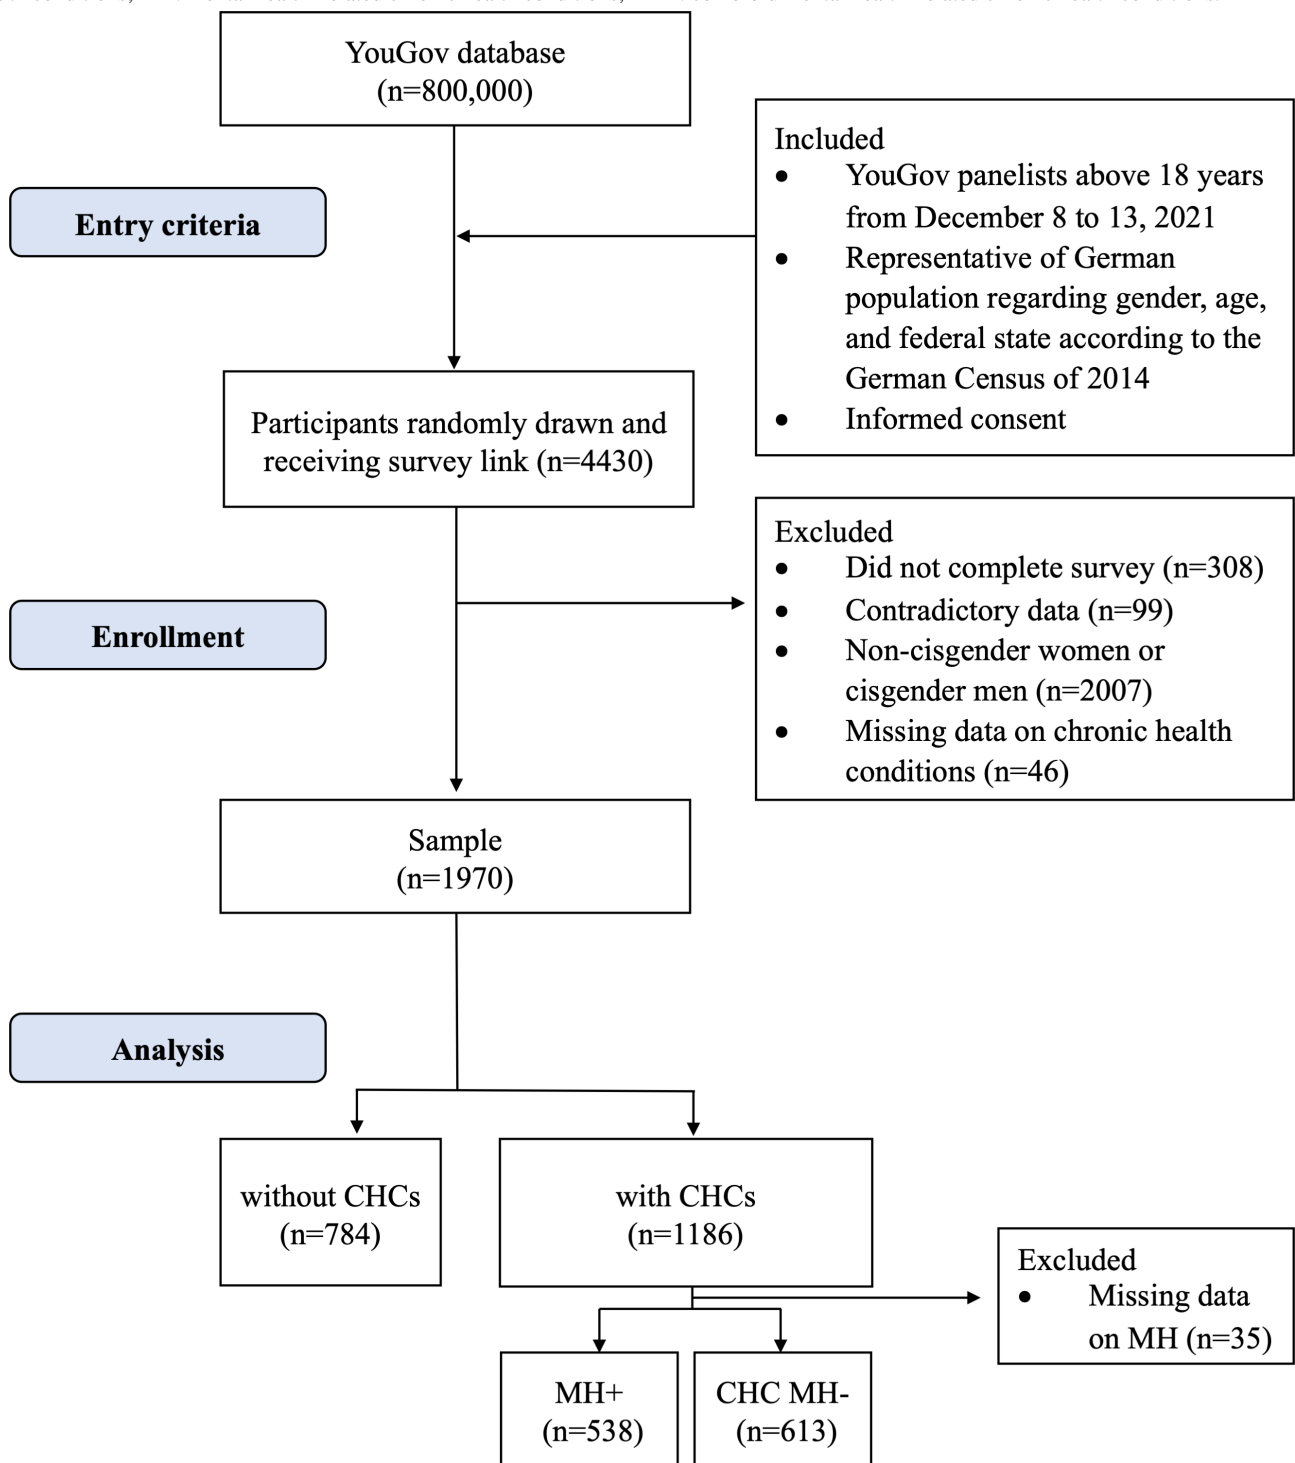 YouGov database
(n=800,000)
Included
• YouGov panelists above 18 years
from December 8 to 13, 2021
• Representative of German
population regarding gender, age,
and federal state according to the
German Census of 2014
• Informed consent
Entry criteria
Participants randomly drawn and
receiving survey link (n=4430)
Excluded
• Did not complete survey (n=308)
• Contradictory data (n=99)
• Non-cisgender women or
cisgender men (n=2007)
• Missing data on chronic health
conditions (n=46)
Enrollment
Sample
(n=1970)
Analysis
without CHCs
(n=784)
with CHCs
(n=1186)
Excluded
• Missing data
on MH (n=35)
MH+
(n=538)
CHC MH-
(n=613)